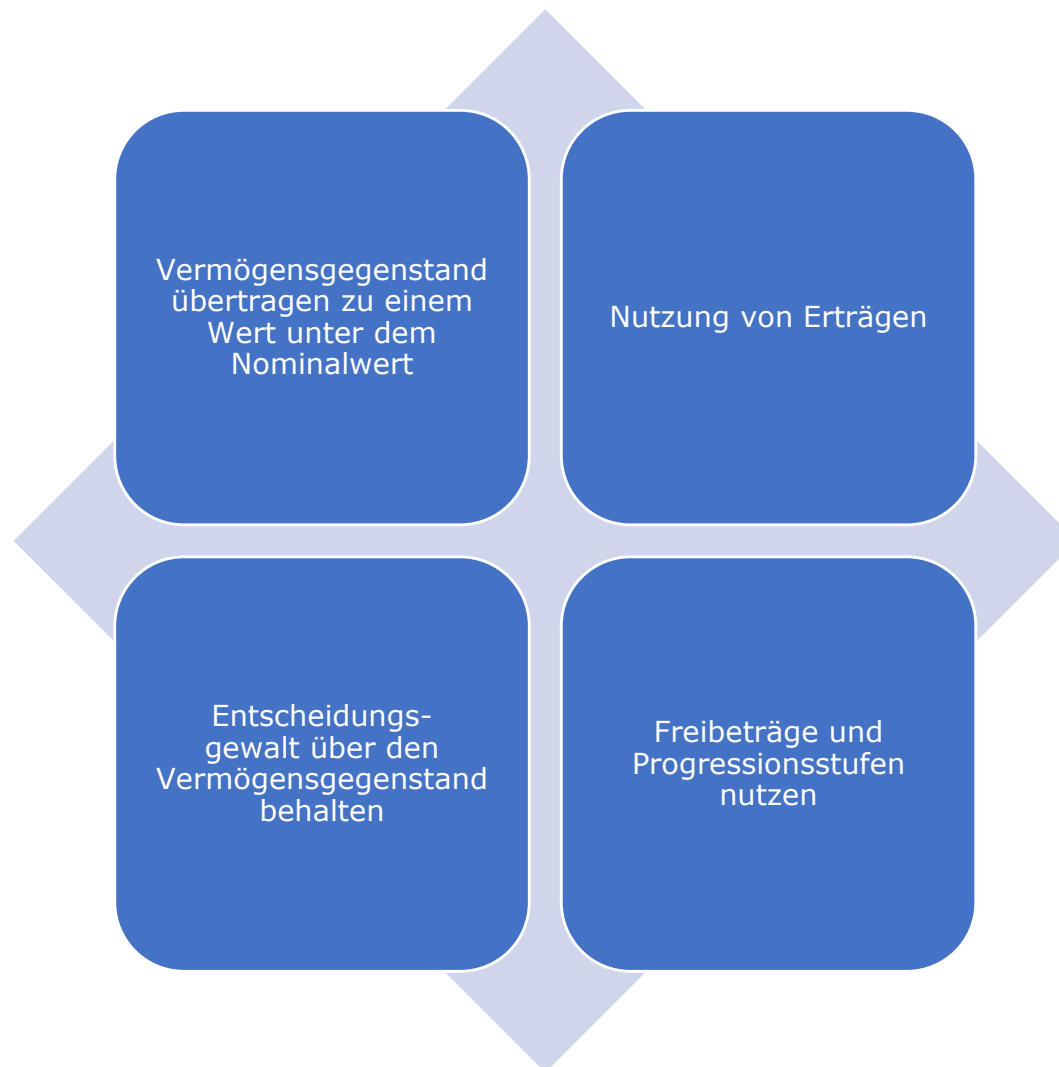 Vermögensgegenstand
übertragen zu einem
Wert unter dem
Nominalwert
Nutzung von Erträgen
Entscheidungs-
gewalt über den
Vermögensgegenstand
behalten
Freibeträge und
Progressionsstufen
nutzen